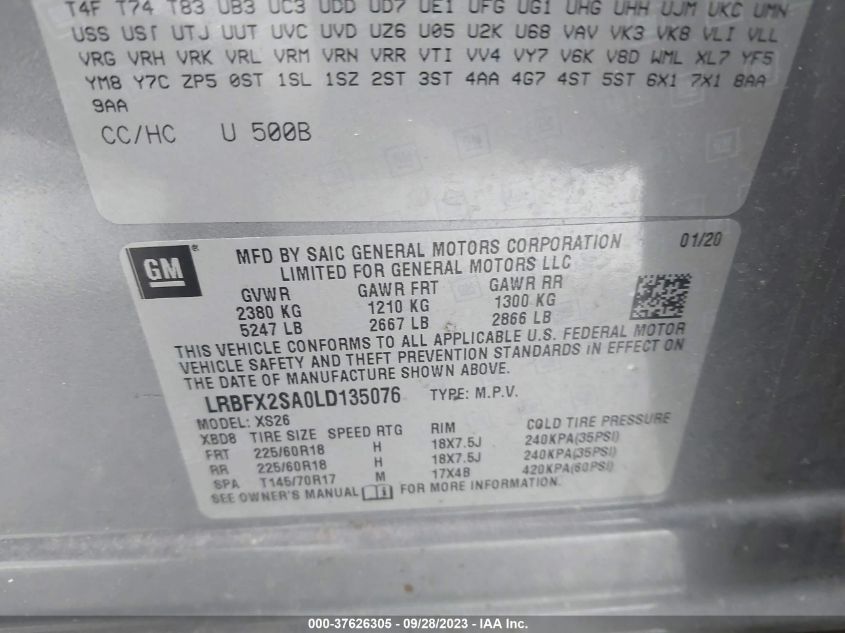 T4F T74 T83 UB3 UC3 UDD UD7 UE1 UFG UG1 UHG UHH UJM UKC UMN
USS UST UTJ UUT UVC UVD UZ6 U05 U2K U68 VAV VK3 VK8 VLI VLL
VRG VRH VRK VRL VRM VRN VRR VTI VV4 VY7 V6K V8D WML XL7 YF5
YM8 Y7C ZP5 0ST 1SL 1SZ 2ST 3ST 4AA 4G7 4ST 5ST 6X1 7X1 8AA
9AA
CC/HC U 500B
GM ®
01/20
MFD BY SAIC GENERAL MOTORS CORPORATION
LIMITED FOR GENERAL MOTORS LLC
GVWR GAWR FRT GAWR RR
2380 KG 1210 KG 1300 KG
5247 LB 2667 LB 2866 LB
THIS VEHICLE CONFORMS TO ALL APPLICABLE U.S. FEDERAL MOTOR
VEHICLE SAFETY AND THEFT PREVENTION STANDARDS IN EFFECT ON
THE DATE OF MANUFACTURE SHOWN ABOVE.
LRBFX2SA0LD135076 TYPE: M.P.V.
MODEL: XS26
XBD8 TIRE SIZE SPEED RTG RIM COLD TIRE PRESSURE
FRT 225/60R18 H 18X7.5J 240KPA(35PSI)
RR 225/60R18 H 18X7.5J 240KPA(35PSI)
SPA T145/70R17 M 17X4B 420KPA(60PSI)
SEE OWNER'S MANUAL FOR MORE INFORMATION.
000-37626305 - 09/28/2023 - IAA Inc.